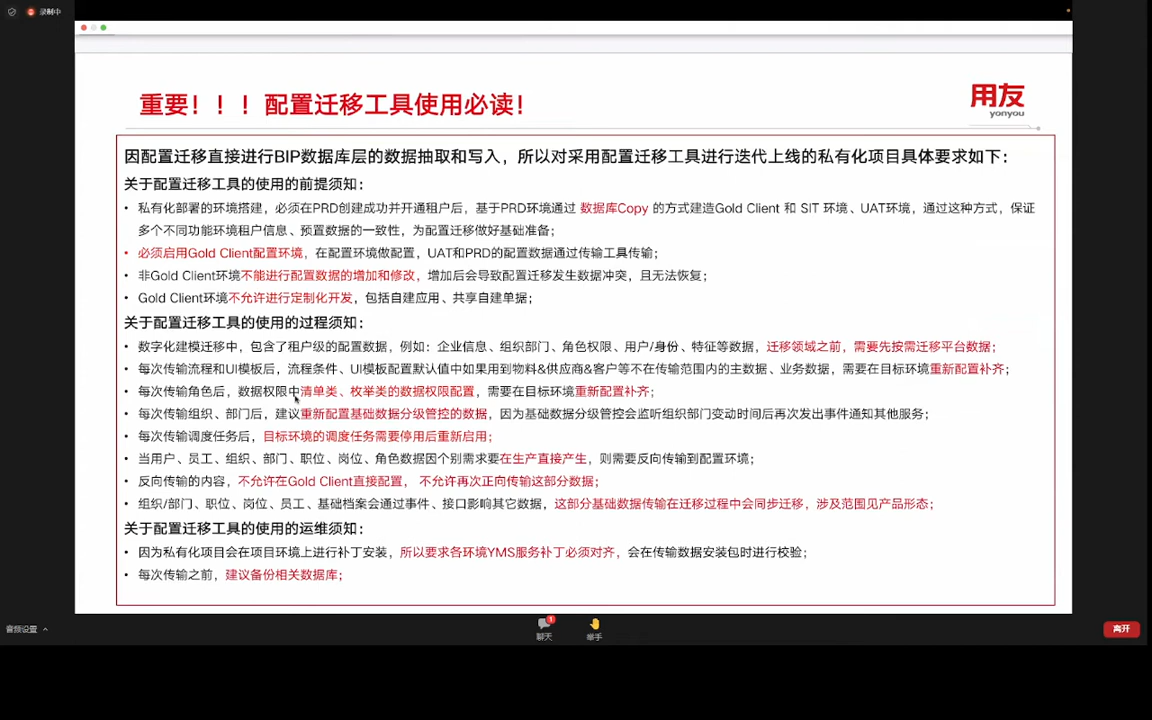 录制中
重要！！！配置迁移工具使用必读！
用友
yonyou
因配置迁移直接进行BIP数据库层的数据抽取和写入，所以对采用配置迁移工具进行迭代上线的私有化项目具体要求如下：
关于配置迁移工具的使用的前提须知：
• 私有化部署的环境搭建，必须在PRD创建成功并开通租户后，基于PRD环境通过 数据库Copy 的方式建造Gold Client 和 SIT 环境、UAT环境，通过这种方式，保证
多个不同功能环境租户信息、预置数据的一致性，为配置迁移做好基础准备；
• 必须启用Gold Client配置环境，在配置环境做配置，UAT和PRD的配置数据通过传输工具传输；
• 非Gold Client环境不能进行配置数据的增加和修改，增加后会导致配置迁移发生数据冲突，且无法恢复；
• Gold Client环境不允许进行定制化开发，包括自建应用、共享自建单据；
关于配置迁移工具的使用的过程须知：
• 数字化建模迁移中，包含了租户级的配置数据，例如：企业信息、组织部门、角色权限、用户/身份、特征等数据，迁移领域之前，需要先按需迁移平台数据；
• 每次传输流程和UI模板后，流程条件、UI模板配置默认值中如果用到物料&供应商&客户等不在传输范围内的主数据、业务数据，需要在目标环境重新配置补齐；
• 每次传输角色后，数据权限中清单类、枚举类的数据权限配置，需要在目标环境重新配置补齐；
• 每次传输组织、部门后，建议重新配置基础数据分级管控的数据，因为基础数据分级管控会监听组织部门变动时间后再次发出事件通知其他服务；
• 每次传输调度任务后，目标环境的调度任务需要停用后重新启用；
• 当用户、员工、组织、部门、职位、岗位、角色数据因个别需求要在生产直接产生，则需要反向传输到配置环境；
• 反向传输的内容，不允许在Gold Client直接配置， 不允许再次正向传输这部分数据；
• 组织/部门、职位、岗位、员工、基础档案会通过事件、接口影响其它数据，这部分基础数据传输在迁移过程中会同步迁移，涉及范围见产品形态；
关于配置迁移工具的使用的运维须知：
• 因为私有化项目会在项目环境上进行补丁安装，所以要求各环境YMS服务补丁必须对齐，会在传输数据安装包时进行校验；
• 每次传输之前，建议备份相关数据库；
音频设置
1
聊天
举手
离开